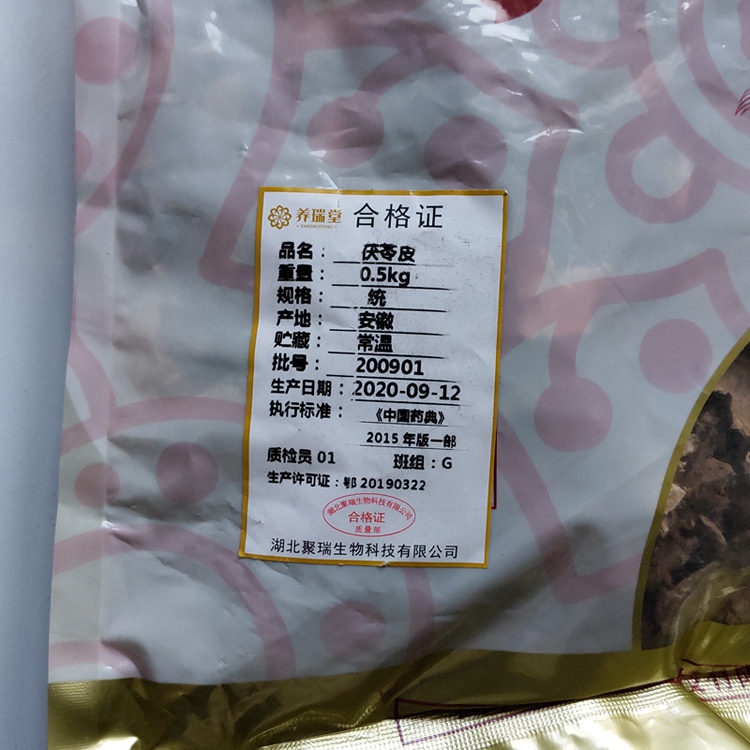 养瑞堂 合格证
YANGRUITANG
品名： 茯苓皮
重量： 0.5kg
规格： 统
产地： 安徽
贮藏： 常温
批号： 200901
生产日期：2020-09-12
执行标准： 《中国药典》
2015 年版一部
质检员 01 班组：G
生产许可证：鄂 20190322
湖北聚瑞生物科技有限公司
合格证
质量部
湖北聚瑞生物科技有限公司